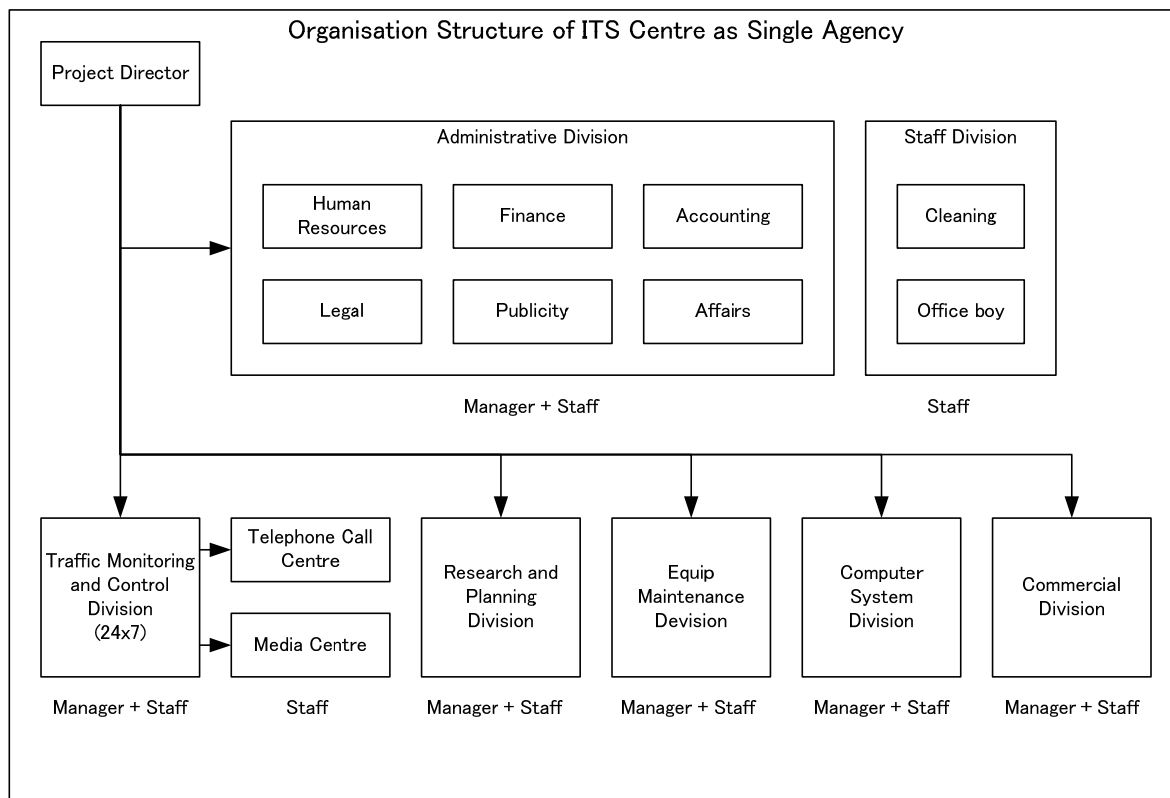 Organisation Structure of ITS Centre as Single Agency
Project Director
Administrative Division
Human
Resources
Finance
Accounting
Legal
Publicity
Affairs
Manager + Staff
Staff Division
Cleaning
Office boy
Staff
Traffic Monitoring
and Control
Division
(24x7)
Manager + Staff
Telephone Call
Centre
Media Centre
Staff
Research and
Planning
Division
Manager + Staff
Equip
Maintenance
Devision
Manager + Staff
Computer
System
Division
Manager + Staff
Commercial
Division
Manager + Staff